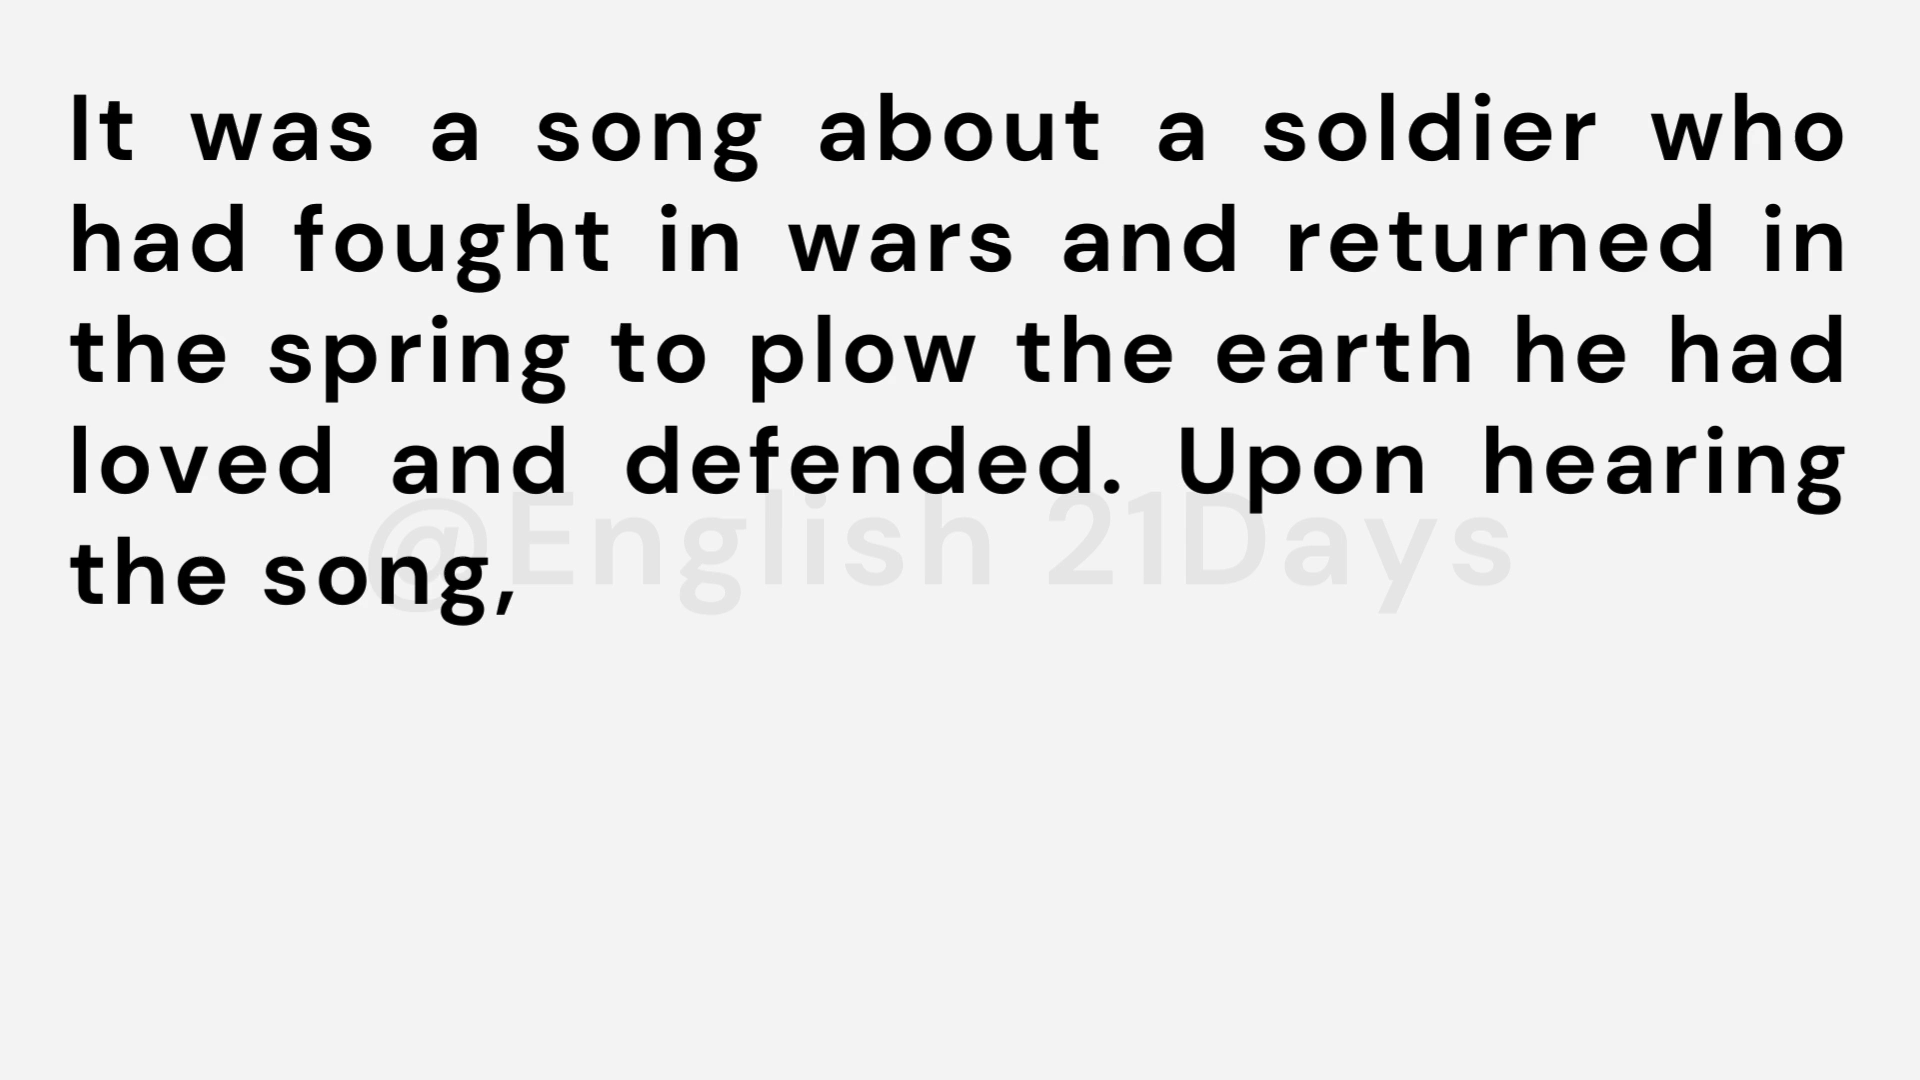 It was a song about a soldier who
had fought in wars and returned in
the spring to plow the earth he had
loved and defended. Upon hearing
@English 21Days
the song,